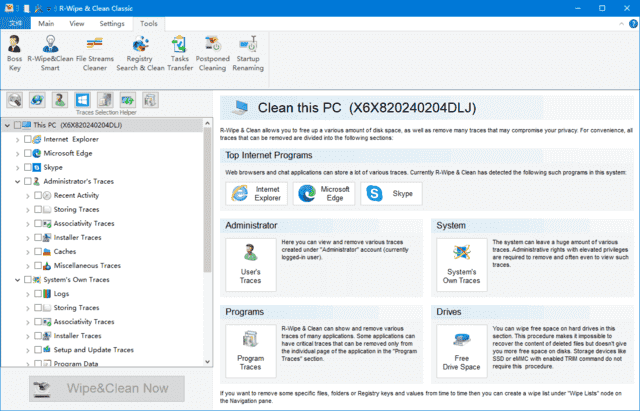 R-Wipe & Clean Classic
文件 Main View Settings Tools
Boss Key
R-Wipe&Clean Smart
File Streams Cleaner
Registry Search & Clean
Tasks Transfer
Postponed Cleaning
Startup Renaming
Traces Selection Helper
This PC (X6X820240204DLJ)
Internet Explorer
Microsoft Edge
Skype
Administrator's Traces
Recent Activity
Storing Traces
Associativity Traces
Installer Traces
Caches
Miscellaneous Traces
System's Own Traces
Logs
Storing Traces
Associativity Traces
Installer Traces
Setup and Update Traces
Program Data
Wipe&Clean Now
Clean this PC (X6X820240204DLJ)
R-Wipe & Clean allows you to free up a various amount of disk space, as well as remove many traces that may compromise your privacy. For convenience, all
traces that can be removed are divided into the following sections:
Top Internet Programs
Web browsers and chat applications can store a lot of various traces. Currently R-Wipe & Clean has detected the following such programs in this system:
Internet Explorer
Microsoft Edge
Skype
Administrator
User's Traces
Here you can view and remove various traces
created under "Administrator" account (currently
logged-in user).
System
System's Own Traces
The system can leave a huge amount of various
traces. Administrative rights with elevated privileges
are required to remove and often even to view such
traces.
Programs
Program Traces
R-Wipe & Clean can show and remove various
traces of many applications. Some applications can
have critical traces that can be removed only from
the individual page of the application in the "Program
Traces" section.
Drives
Free Drive Space
You can wipe free space on hard drives in this
section. This procedure makes it impossible to
recover the content of deleted files but doesn't give
you more free space on disks. Storage devices like
SSD or eMMC with enabled TRIM command do not
require this procedure.
If you want to remove some specific files, folders or Registry keys and values from time to time then you can create a wipe list under "Wipe Lists" node on
the Navigation pane.